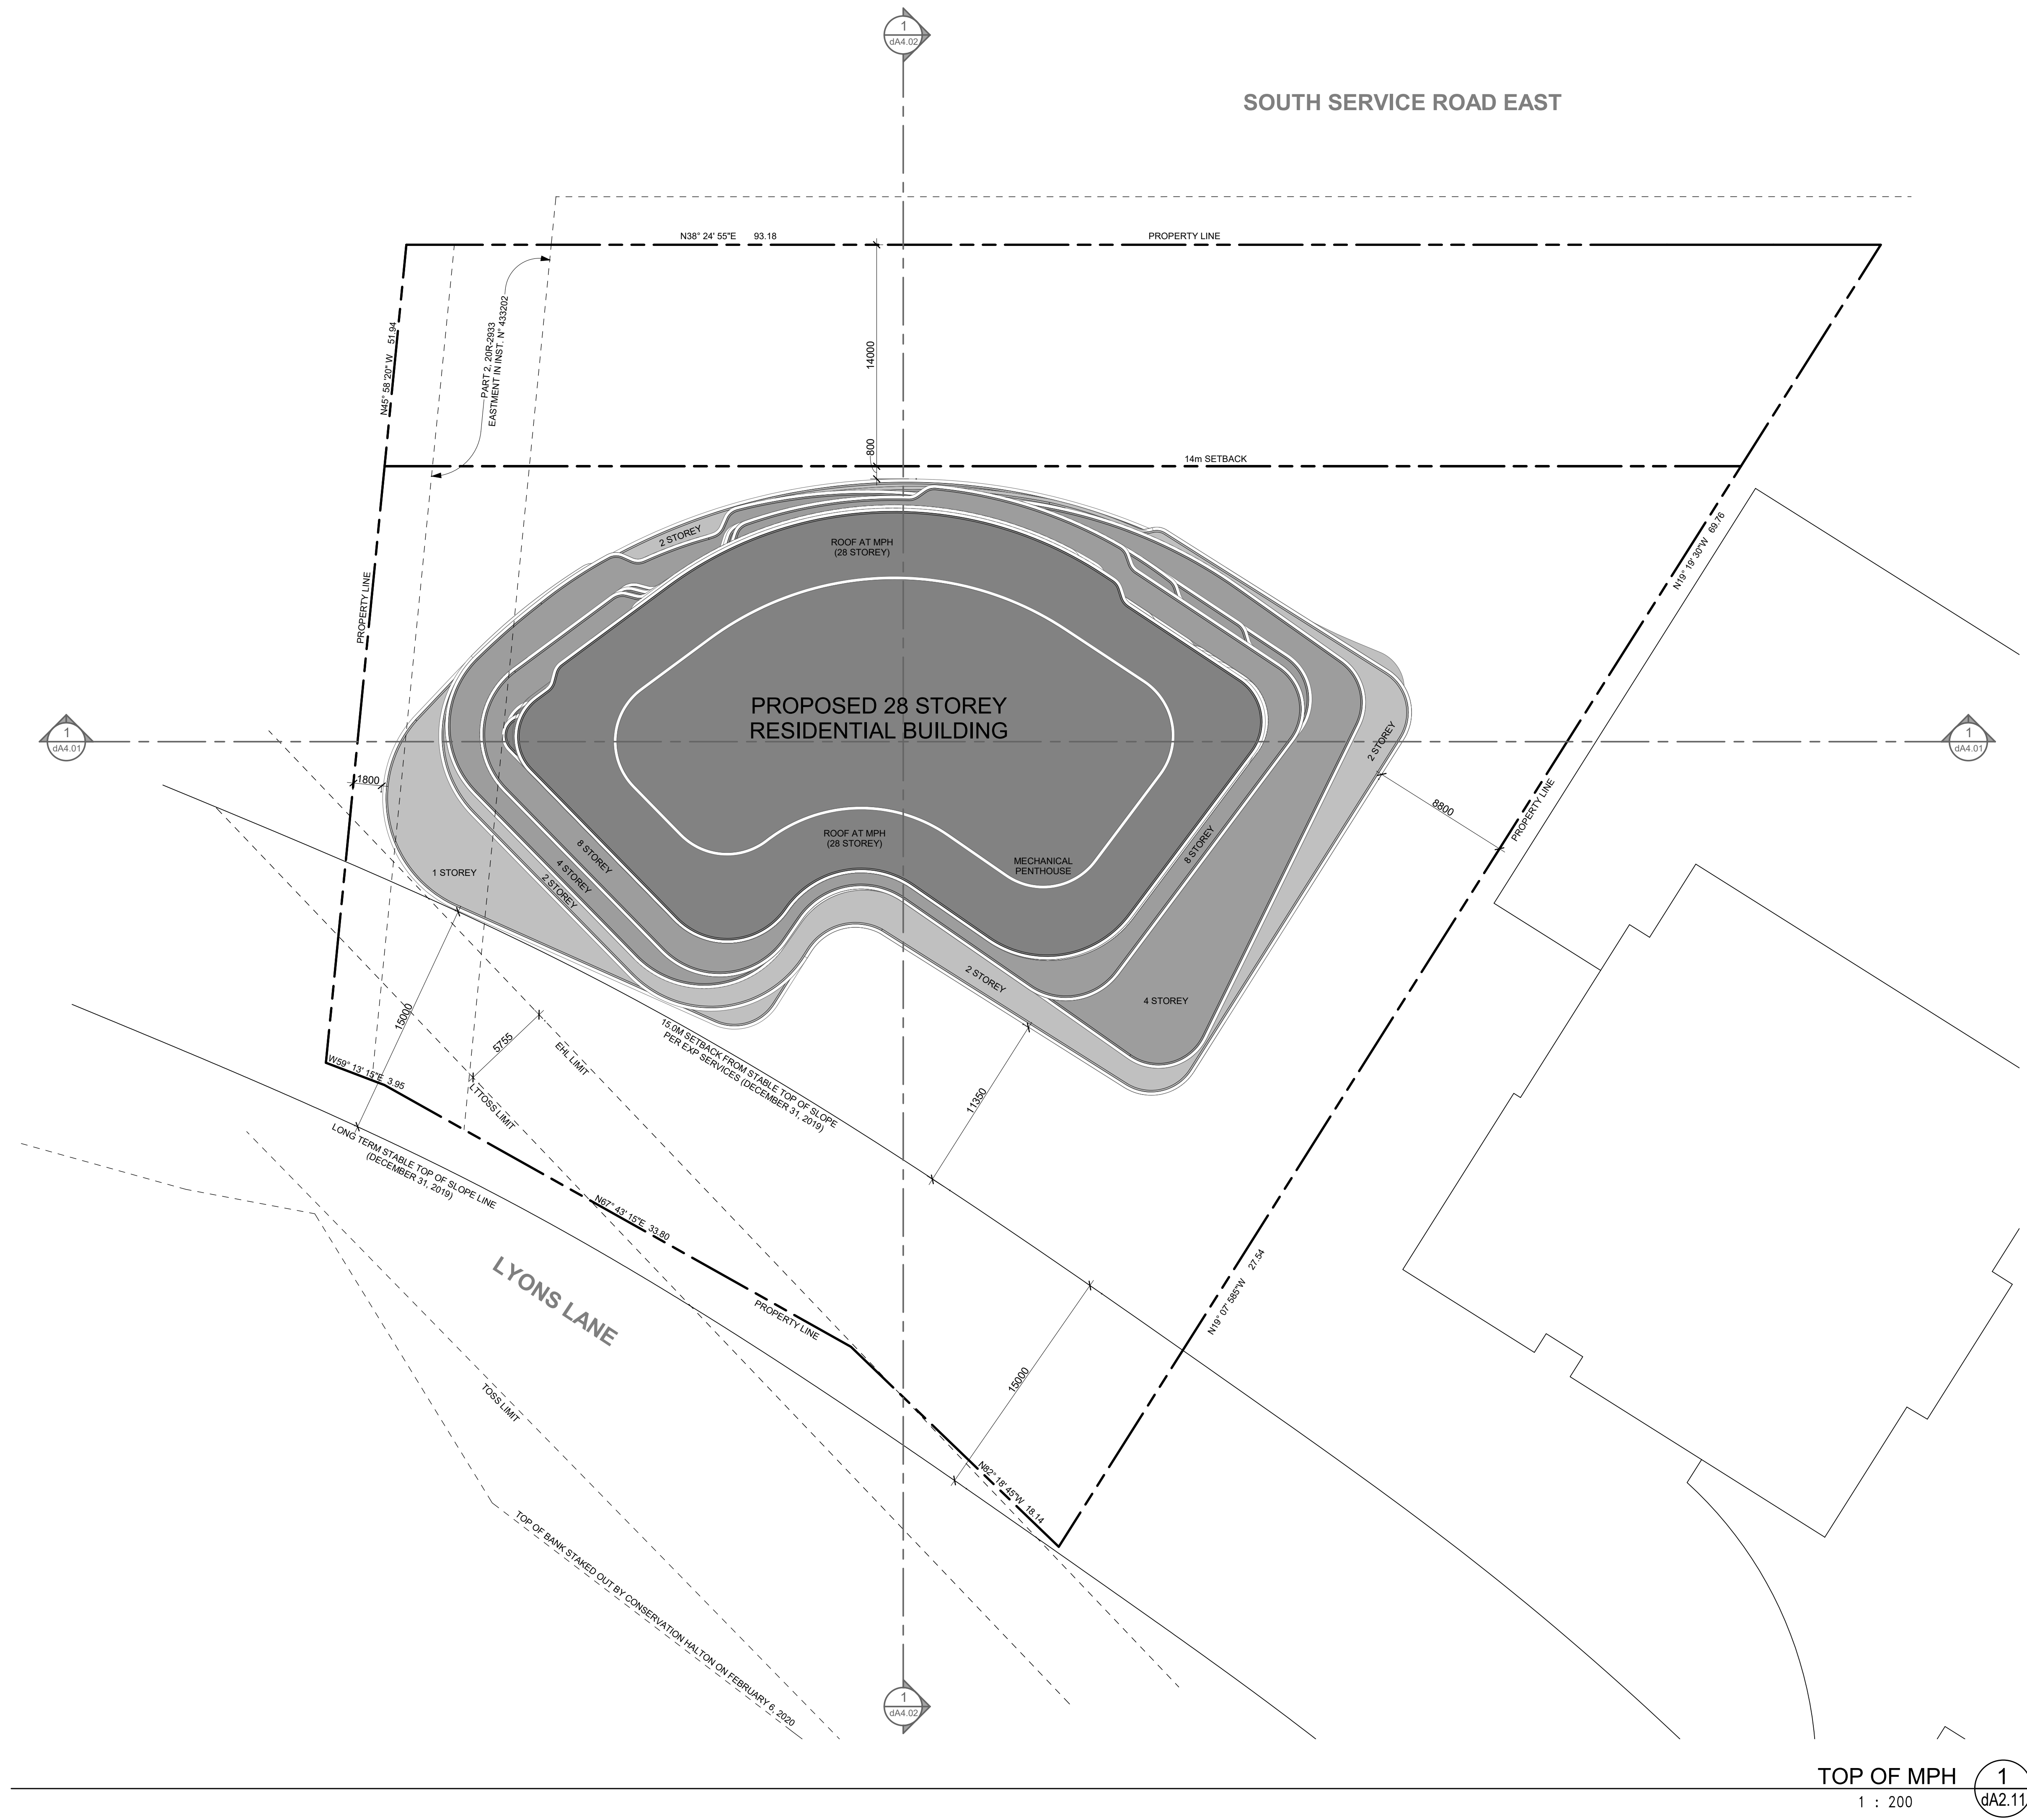 1
dA4.02
SOUTH SERVICE ROAD EAST
N38° 24' 55"E 93.18
PROPERTY LINE
N45° 58 '20" W 51.94
PART 2, 20R-2933
EASTMENT IN INST. N° 433202
14000
800
14m SETBACK
2 STOREY
ROOF AT MPH
(28 STOREY)
N19° 19' 30"W 69.76
PROPERTY LINE
PROPOSED 28 STOREY
RESIDENTIAL BUILDING
1
dA4.01
2 STOREY
1
dA4.01
1800
8800
PROPERTY LINE
ROOF AT MPH
(28 STOREY)
8 STOREY
8 STOREY
MECHANICAL
PENTHOUSE
1 STOREY
4 STOREY
2 STOREY
2 STOREY
4 STOREY
15000
5755
EHL LIMIT
15.0M SETBACK FROM STABLE TOP OF SLOPE
PER EXP SERVICES (DECEMBER 31, 2019)
W59° 13' 15"E 3.95
LTTOSS LIMIT
11350
LONG TERM STABLE TOP OF SLOPE LINE
(DECEMBER 31, 2019)
N67° 43' 15"E 33.80
LYONS LANE
PROPERTY LINE
N19° 07' 585"W 27.54
15000
TOSS LIMIT
N82° 18' 45"W 18.14
TOP OF BANK STAKED OUT BY CONSERVATION HALTON ON FEBRUARY 6, 2020
1
dA4.02
TOP OF MPH
1 : 200
1
dA2.11